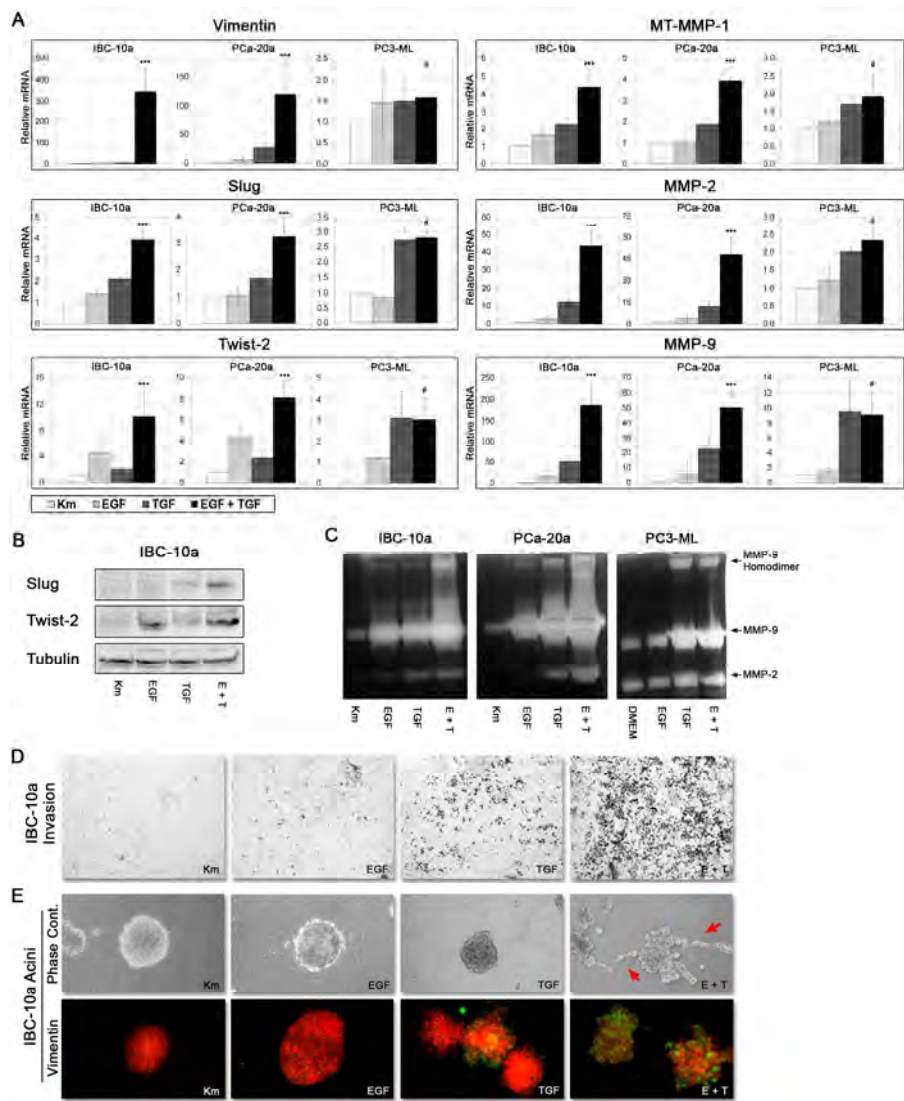 A
Vimentin
MT-MMP-1
IBC-10a PCa-20a PC3-ML
IBC-10a PCa-20a PC3-ML
Relative mRNA
Relative mRNA
Slug
MMP-2
IBC-10a PCa-20a PC3-ML
IBC-10a PCa-20a PC3-ML
Relative mRNA
Relative mRNA
Twist-2
MMP-9
IBC-10a PCa-20a PC3-ML
IBC-10a PCa-20a PC3-ML
Relative mRNA
Relative mRNA
Km EGF TGF EGF + TGF
B
IBC-10a
Slug
Twist-2
Tubulin
Km EGF TGF E + T
C
IBC-10a PCa-20a PC3-ML
MMP-9
Homodimer
MMP-9
MMP-2
Km EGF TGF E + T
Km EGF TGF E + T
DMEM EGF TGF E + T
D
IBC-10a
Invasion
Km EGF TGF E + T
E
IBC-10a Acini
Phase Cont.
Km EGF TGF E + T
Vimentin
Km EGF TGF E + T